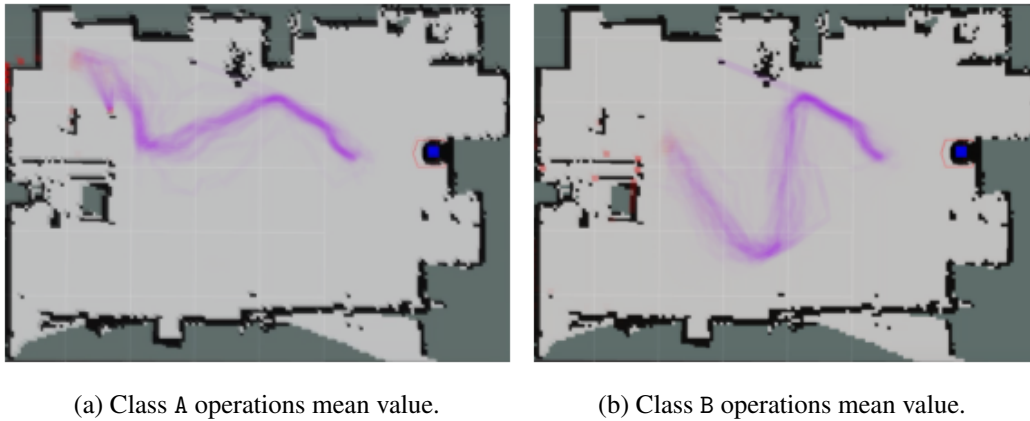 (a) Class A operations mean value.
(b) Class B operations mean value.